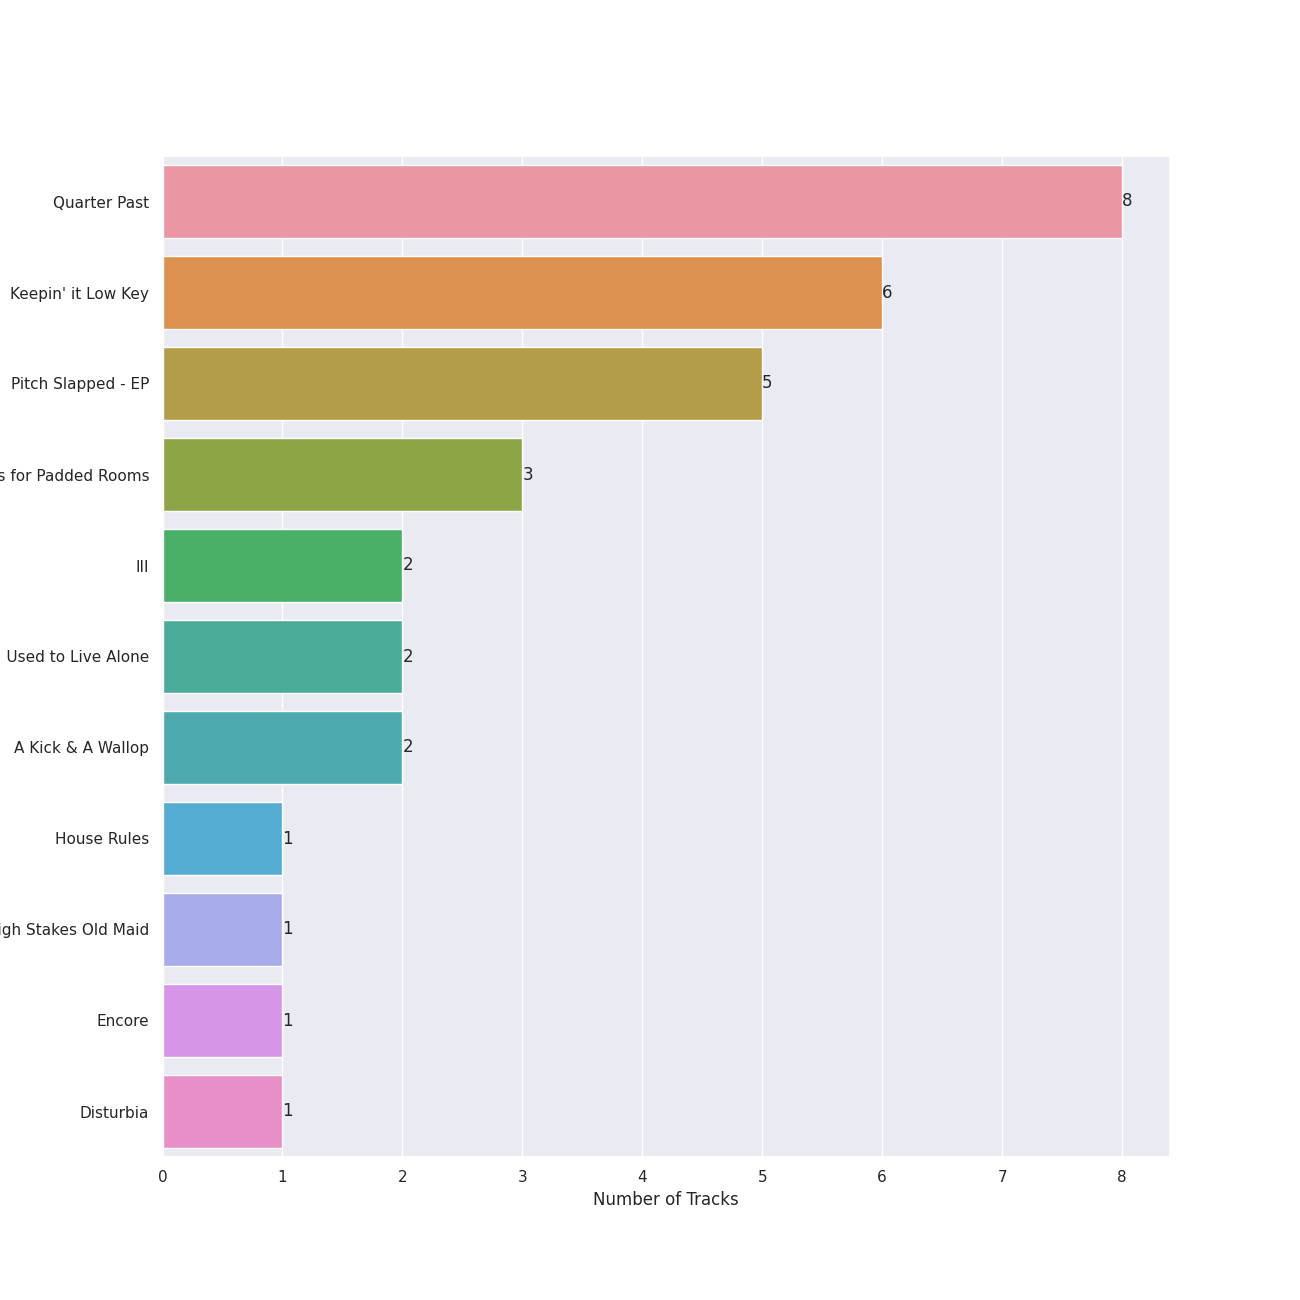 Quarter Past
8
Keepin' it Low Key
6
Pitch Slapped - EP
5
for Padded Rooms
3
Ill
2
Used to Live Alone
2
A Kick & A Wallop
2
House Rules
1
Stakes Old Maid
1
Encore
1
Disturbia
1
0 1 2 3 4 5 6 7 8
Number of Tracks